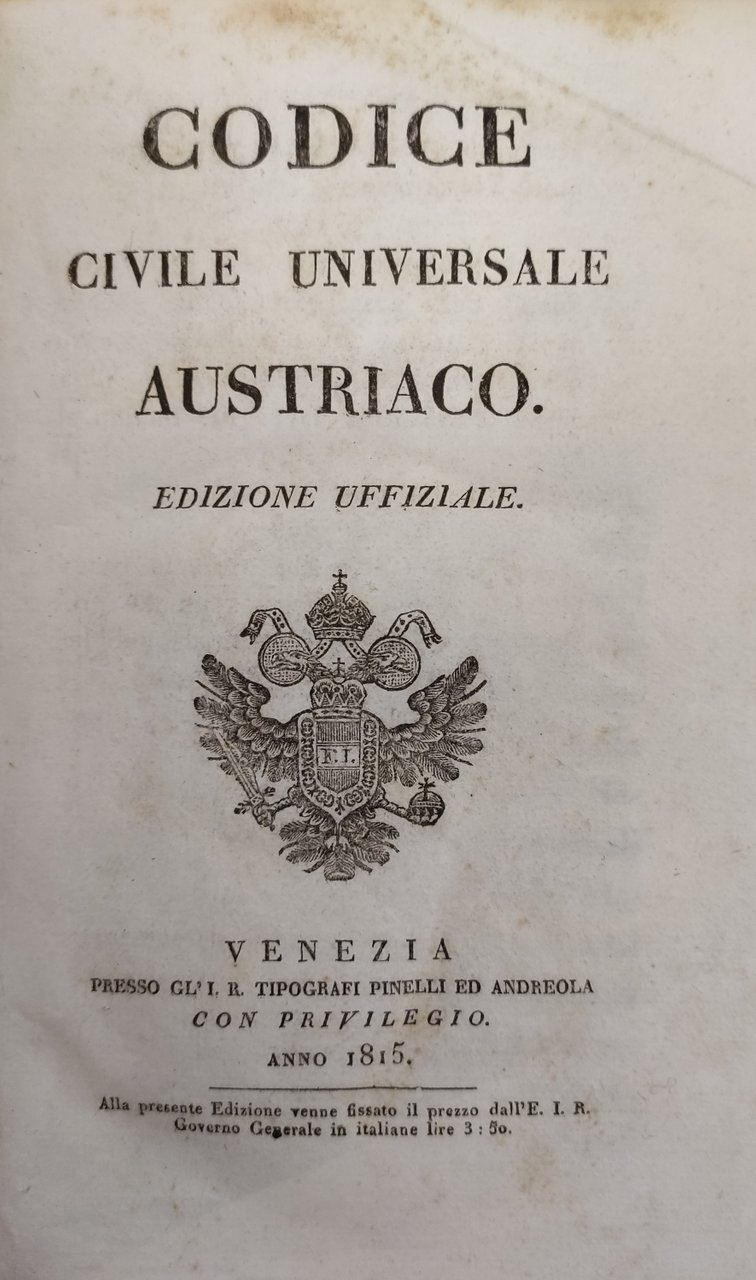 CODICE
CIVILE UNIVERSALE
AUSTRIACO.
EDIZIONE UFFIZIALE.
F. I.
VENEZIA
PRESSO GL' I. R. TIPOGRAFI PINELLI ED ANDREOLA
CON PRIVILEGIO.
ANNO 1815.
Alla presente Edizione venne fissato il prezzo dall'E. I. R.
Governo Generale in italiane lire 3 : 50.